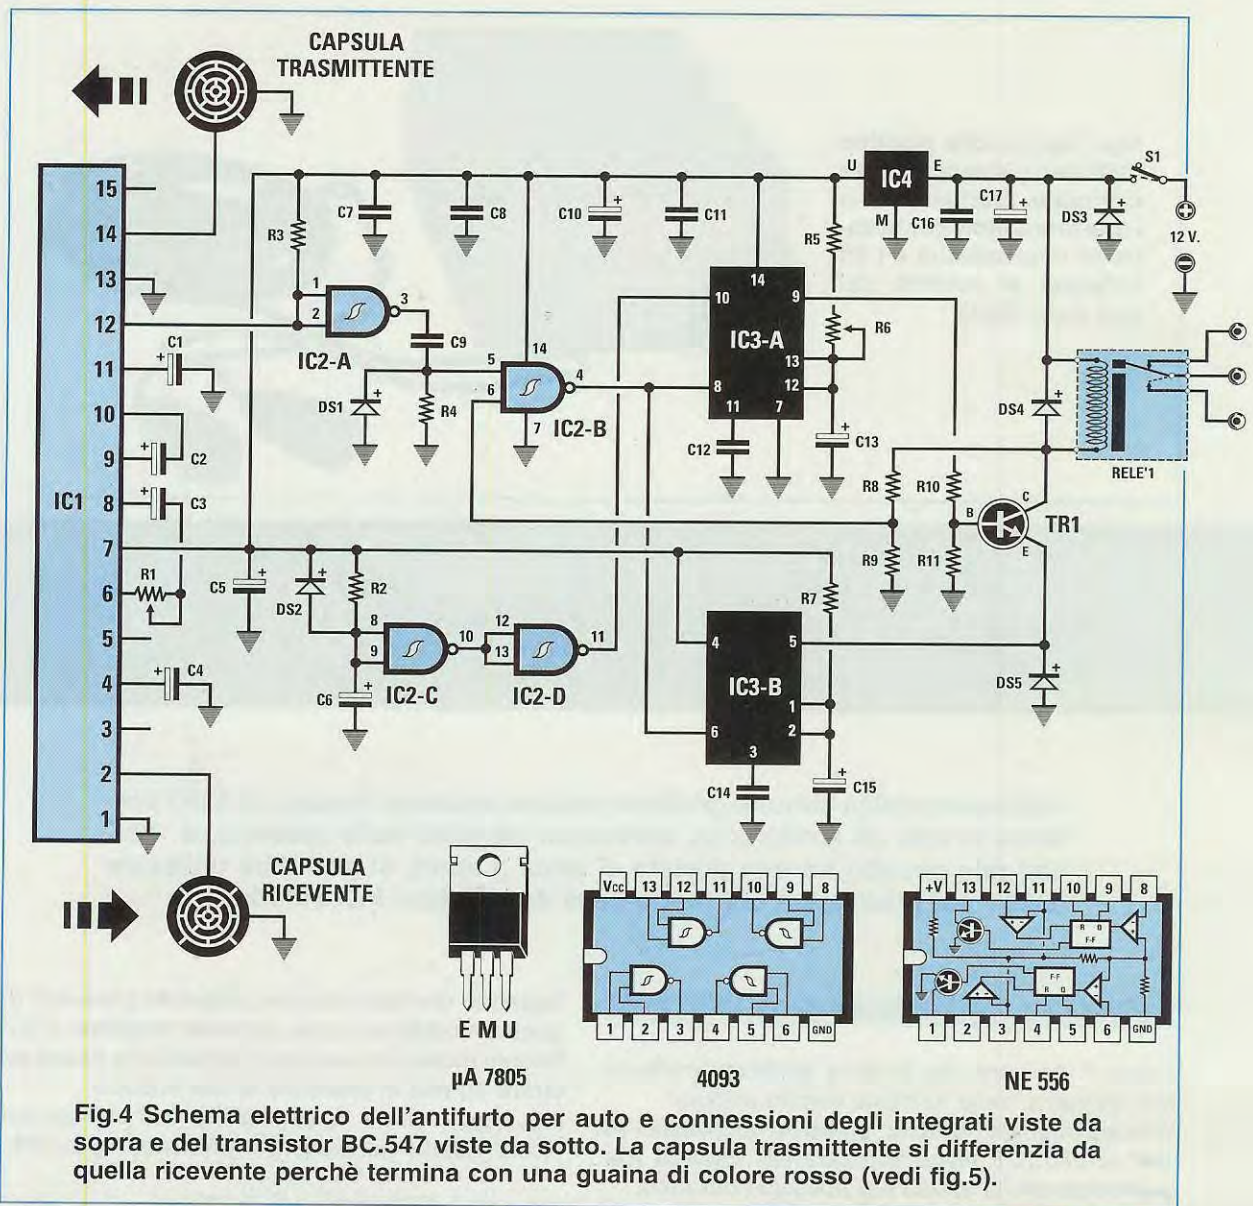 CAPSULA
TRASMITTENTE
15
14
13
12
11
10
9
8
7
6
5
4
3
2
1
IC1
C1
+
C2
+
C3
+
R1
C4
+
CAPSULA
RICEVENTE
R3
C7
C8
C10
+
C11
1
2
3
IC2-A
C9
DS1
R4
5
6
14
4
7
IC2-B
U
IC4
E
M
C16
C17
+
DS3
S1
12 V.
R5
R6
14
10
9
IC3-A
13
12
8
11
7
C12
C13
+
DS4
RELE'1
R8
R10
R9
R11
B
C
E
TR1
C5
+
DS2
+
R2
8
9
10
IC2-C
C6
+
12
13
11
IC2-D
R7
4
5
IC3-B
1
2
6
3
C14
C15
+
DS5
E M U
µA 7805
Vcc 13 12 11 10 9 8
1 2 3 4 5 6 GND
4093
+V 13 12 11 10 9 8
R Q
F-F
F-F
R Q
1 2 3 4 5 6 GND
NE 556
Fig.4 Schema elettrico dell'antifurto per auto e connessioni degli integrati viste da
sopra e del transistor BC.547 viste da sotto. La capsula trasmittente si differenzia da
quella ricevente perchè termina con una guaina di colore rosso (vedi fig.5).